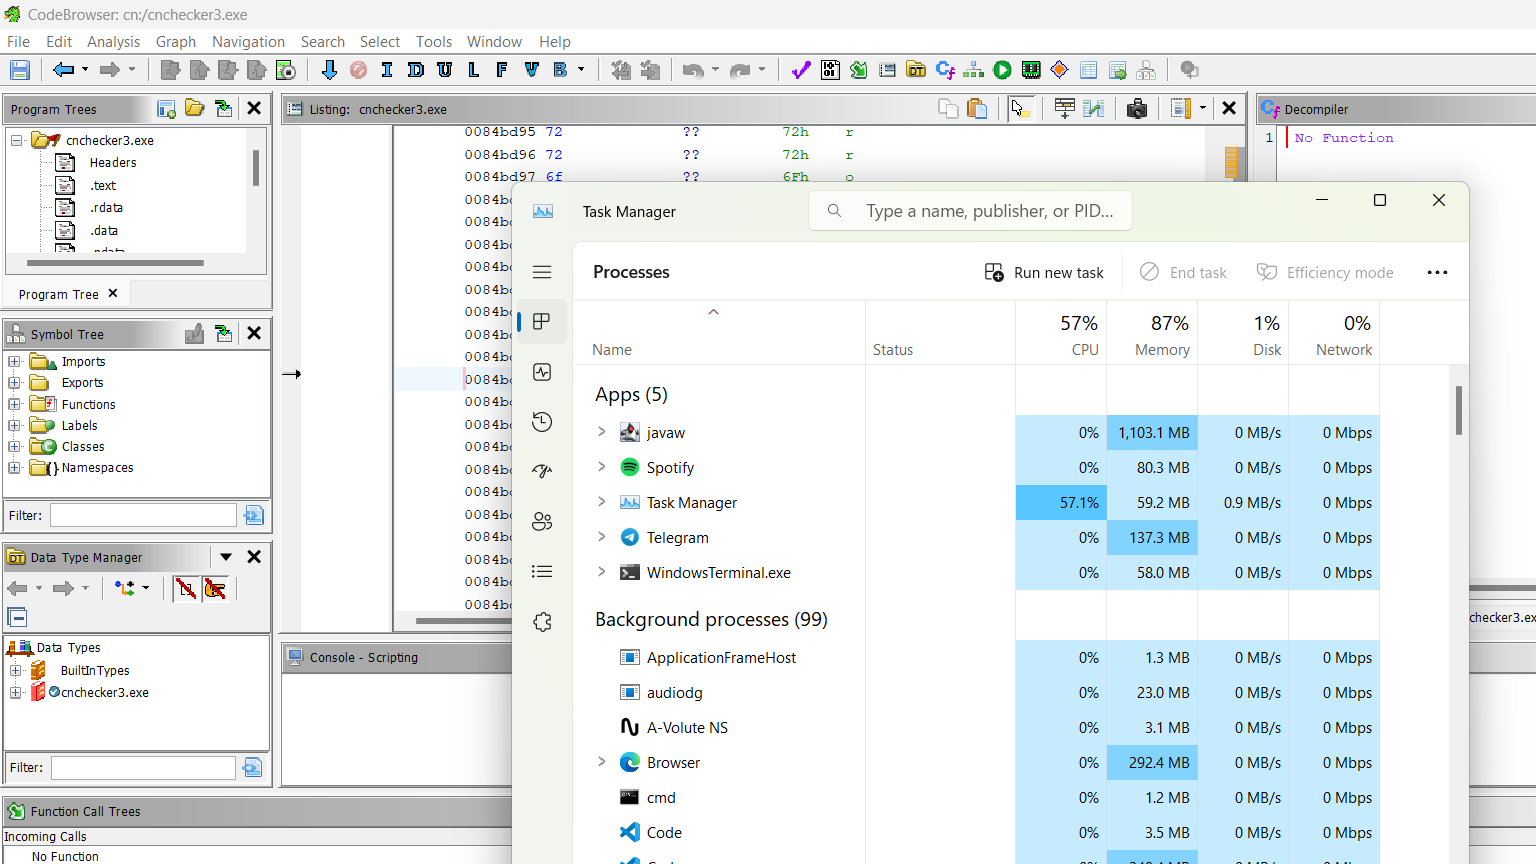 CodeBrowser: cn:/cnchecker3.exe
File Edit Analysis Graph Navigation Search Select Tools Window Help
I D U L F V B
Program Trees
cnchecker3.exe
Headers
.text
.rdata
.data
Program Tree
Symbol Tree
Imports
Exports
Functions
Labels
Classes
Namespaces
Filter:
Data Type Manager
Data Types
BuiltInTypes
cnchecker3.exe
Filter:
Function Call Trees
Incoming Calls
No Function
Listing: cnchecker3.exe
0084bd95 72 ?? 72h r
0084bd96 72 ?? 72h r
0084bd97 6f ?? 6Fh o
Console - Scripting
Decompiler
1 No Function
checker3.ex
Task Manager
Type a name, publisher, or PID...
Processes
Run new task
End task
Efficiency mode
57% 87% 1% 0%
Name Status CPU Memory Disk Network
Apps (5)
javaw 0% 1,103.1 MB 0 MB/s 0 Mbps
Spotify 0% 80.3 MB 0 MB/s 0 Mbps
Task Manager 57.1% 59.2 MB 0.9 MB/s 0 Mbps
Telegram 0% 137.3 MB 0 MB/s 0 Mbps
WindowsTerminal.exe 0% 58.0 MB 0 MB/s 0 Mbps
Background processes (99)
ApplicationFrameHost 0% 1.3 MB 0 MB/s 0 Mbps
audiodg 0% 23.0 MB 0 MB/s 0 Mbps
A-Volute NS 0% 3.1 MB 0 MB/s 0 Mbps
Browser 0% 292.4 MB 0 MB/s 0 Mbps
cmd 0% 1.2 MB 0 MB/s 0 Mbps
Code 0% 3.5 MB 0 MB/s 0 Mbps